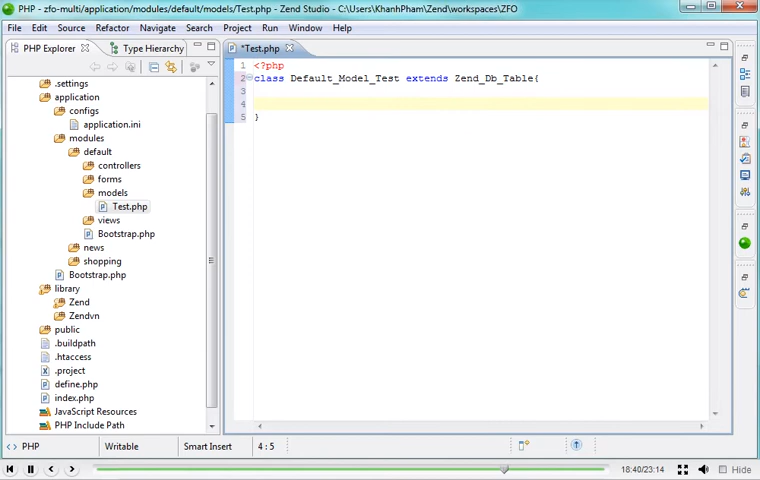 PHP - zfo-multi/application/modules/default/models/Test.php - Zend Studio - C:\Users\KhanhPham\Zend\workspaces\ZFO
File Edit Source Refactor Navigate Search Project Run Window Help
PHP Explorer Type Hierarchy
*Test.php
.settings
application
configs
application.ini
modules
default
controllers
forms
models
Test.php
views
Bootstrap.php
news
shopping
Bootstrap.php
library
Zend
Zendvn
public
.buildpath
.htaccess
.project
define.php
index.php
JavaScript Resources
PHP Include Path
1 <?php
2 class Default_Model_Test extends Zend_Db_Table{
3
4
5 }
PHP Writable Smart Insert 4 : 5
18:40/23:14 Hide